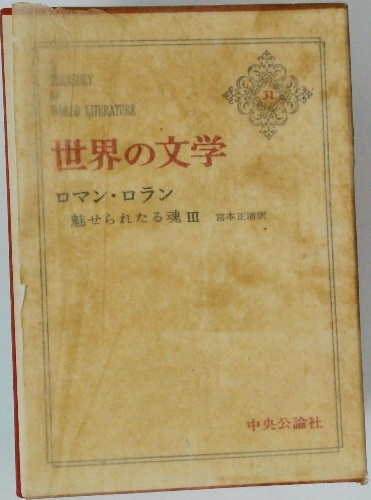 A
TREASURY
OF
WORLD LITERATURE
31
世界の文学
ロマン・ロラン
魅せられたる魂 III 宮本正清訳
中央公論社